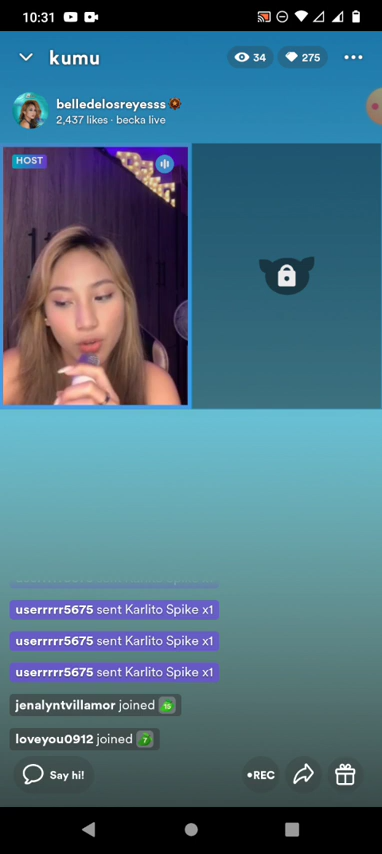 10:31
kumu
34
275
belledelosreyesss
2,437 likes · becka live
HOST
userrrrr5675 sent Karlito Spike x1
userrrrr5675 sent Karlito Spike x1
userrrrr5675 sent Karlito Spike x1
jenalyntvillamor joined 15
loveyou0912 joined 7
Say hi!
•REC